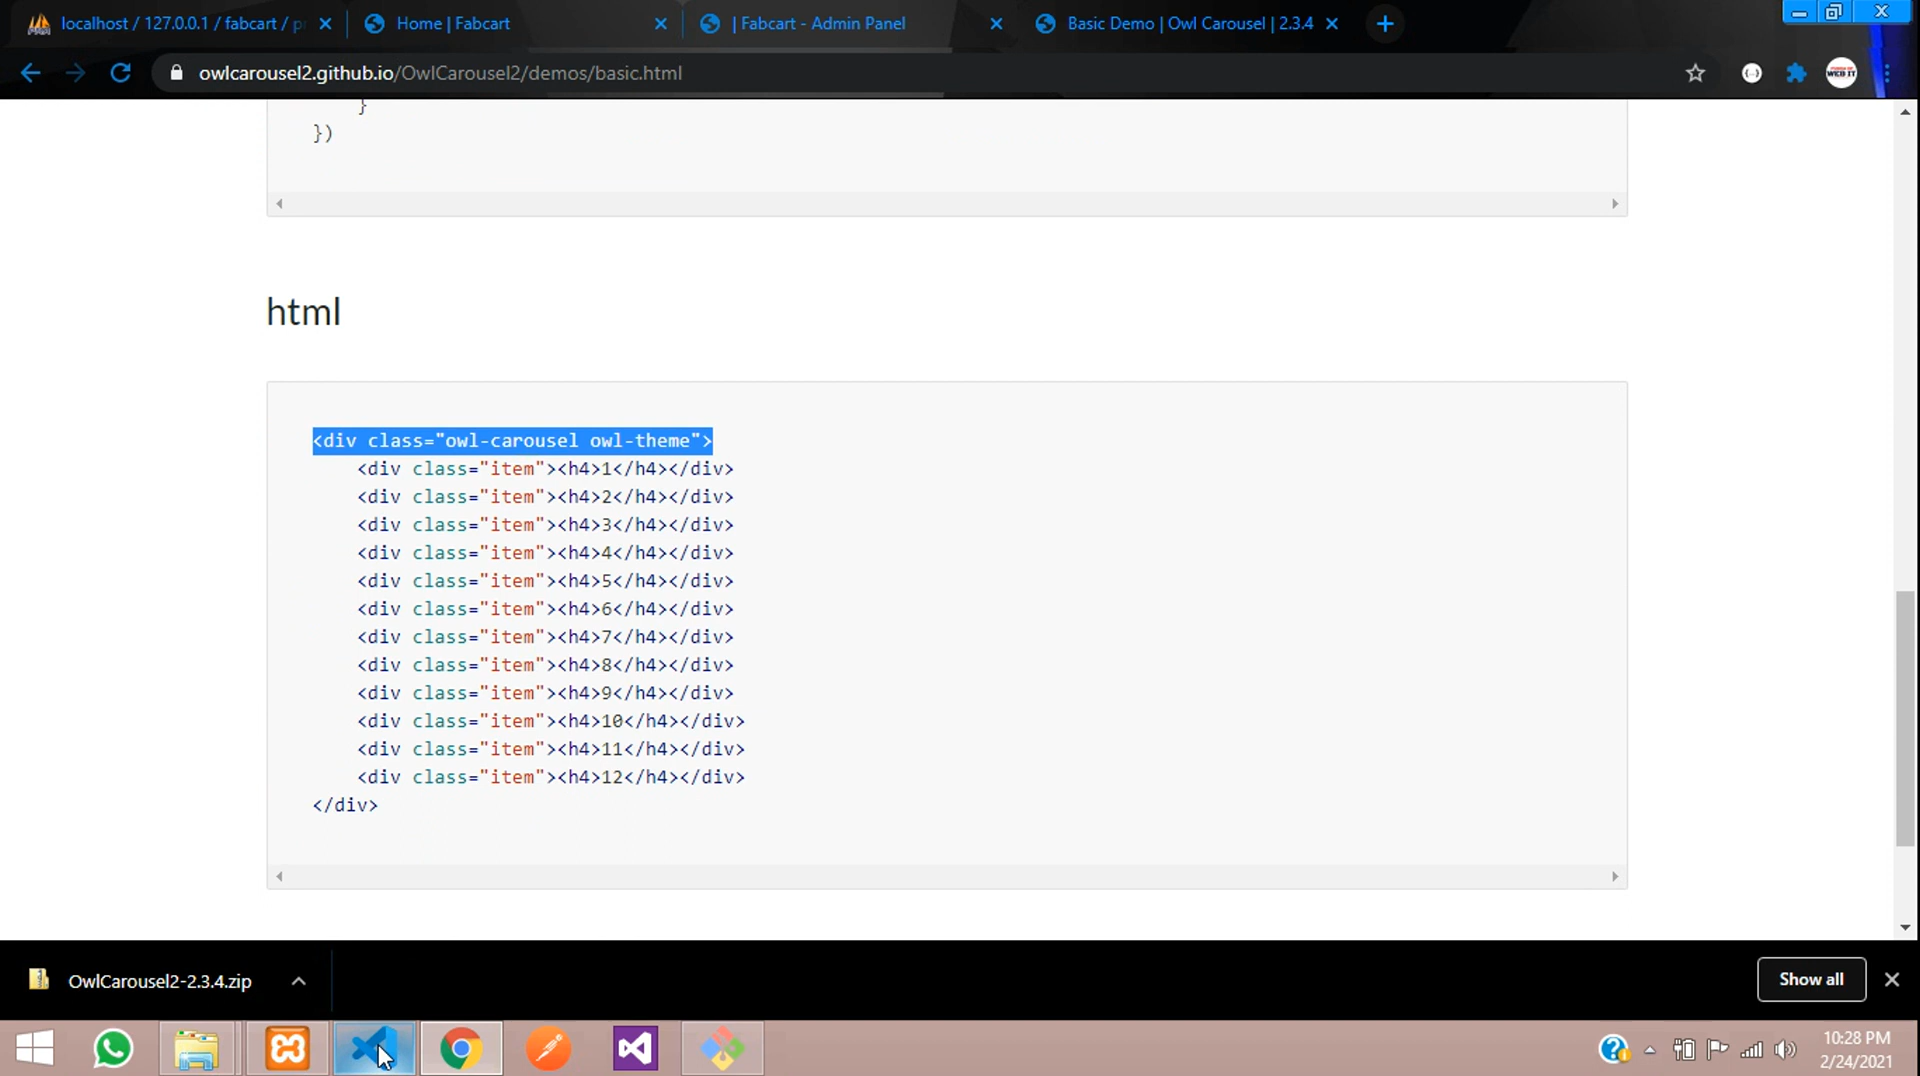 localhost / 127.0.0.1 / fabcart / pr
Home | Fabcart
| Fabcart - Admin Panel
Basic Demo | Owl Carousel | 2.3.4
owlcarousel2.github.io/OwlCarousel2/demos/basic.html
}
})
html
<div class="owl-carousel owl-theme">
<div class="item"><h4>1</h4></div>
<div class="item"><h4>2</h4></div>
<div class="item"><h4>3</h4></div>
<div class="item"><h4>4</h4></div>
<div class="item"><h4>5</h4></div>
<div class="item"><h4>6</h4></div>
<div class="item"><h4>7</h4></div>
<div class="item"><h4>8</h4></div>
<div class="item"><h4>9</h4></div>
<div class="item"><h4>10</h4></div>
<div class="item"><h4>11</h4></div>
<div class="item"><h4>12</h4></div>
</div>
OwlCarousel2-2.3.4.zip
Show all
10:28 PM
2/24/2021